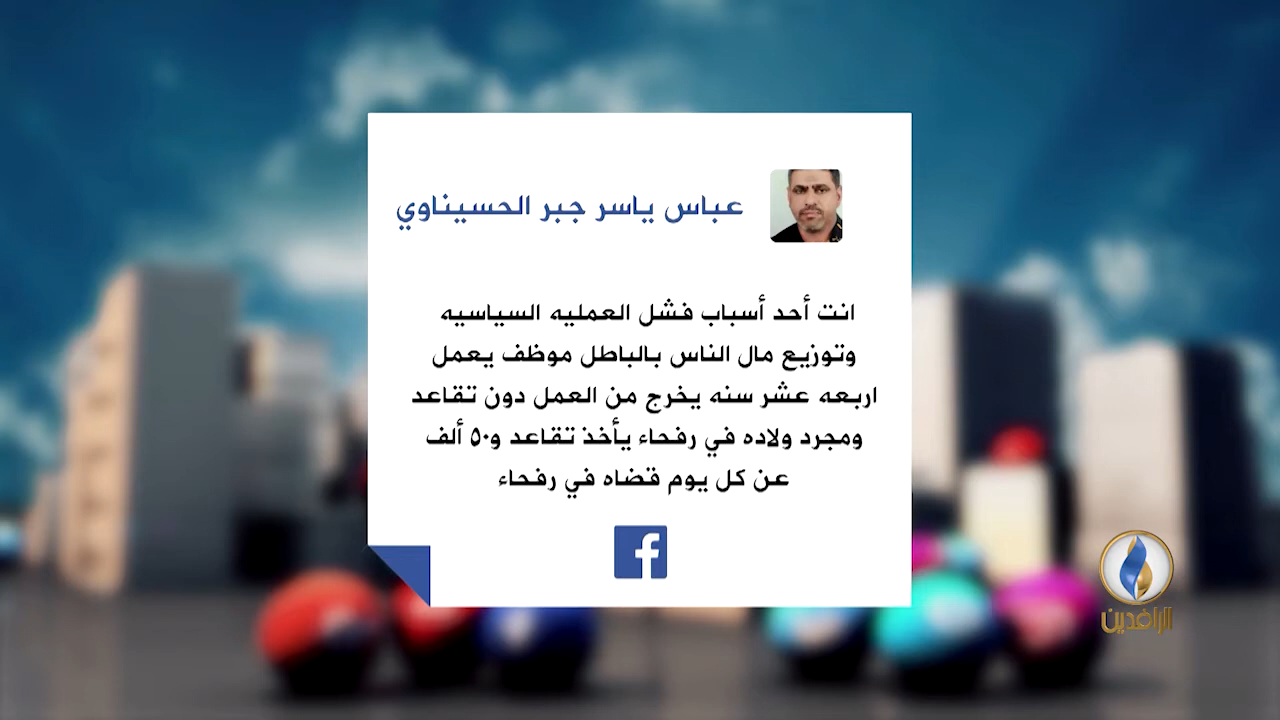 عباس ياسر جبر الحسيناوي
انت أحد أسباب فشل العمليه السياسيه
وتوزيع مال الناس بالباطل موظف يعمل
اربعه عشر سنه يخرج من العمل دون تقاعد
ومجرد ولاده في رفحاء يأخذ تقاعد و٥٠ ألف
عن كل يوم قضاه في رفحاء
f
الرافدين